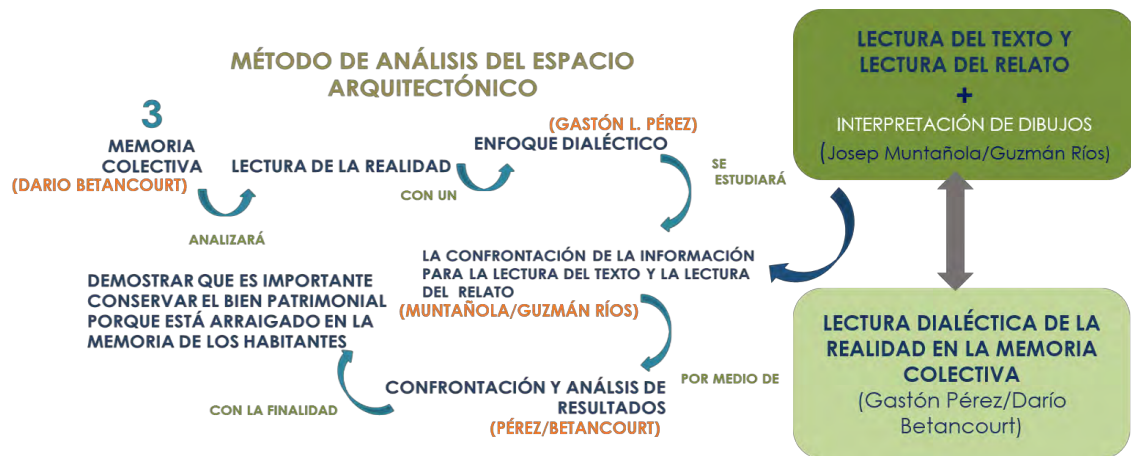 MÉTODO DE ANÁLISIS DEL ESPACIO
ARQUITECTÓNICO
3
MEMORIA
COLECTIVA
(DARIO BETANCOURT)
ANALIZARÁ
LECTURA DE LA REALIDAD
CON UN
(GASTÓN L. PÉREZ)
ENFOQUE DIALÉCTICO
SE
ESTUDIARÁ
LA CONFRONTACIÓN DE LA INFORMACIÓN
PARA LA LECTURA DEL TEXTO Y LA LECTURA
DEL RELATO
(MUNTAÑOLA/GUZMÁN RÍOS)
POR MEDIO DE
CONFRONTACIÓN Y ANÁLSIS DE
RESULTADOS
(PÉREZ/BETANCOURT)
CON LA FINALIDAD
DEMOSTRAR QUE ES IMPORTANTE
CONSERVAR EL BIEN PATRIMONIAL
PORQUE ESTÁ ARRAIGADO EN LA
MEMORIA DE LOS HABITANTES
LECTURA DEL TEXTO Y
LECTURA DEL RELATO
+
INTERPRETACIÓN DE DIBUJOS
(Josep Muntañola/Guzmán Ríos)
LECTURA DIALÉCTICA DE LA
REALIDAD EN LA MEMORIA
COLECTIVA
(Gastón Pérez/Darío
Betancourt)